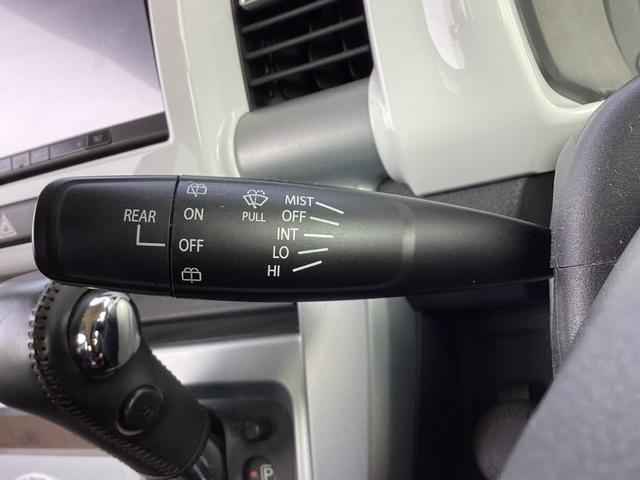 REAR
ON
OFF
PULL
MIST
OFF
INT
LO
HI
P